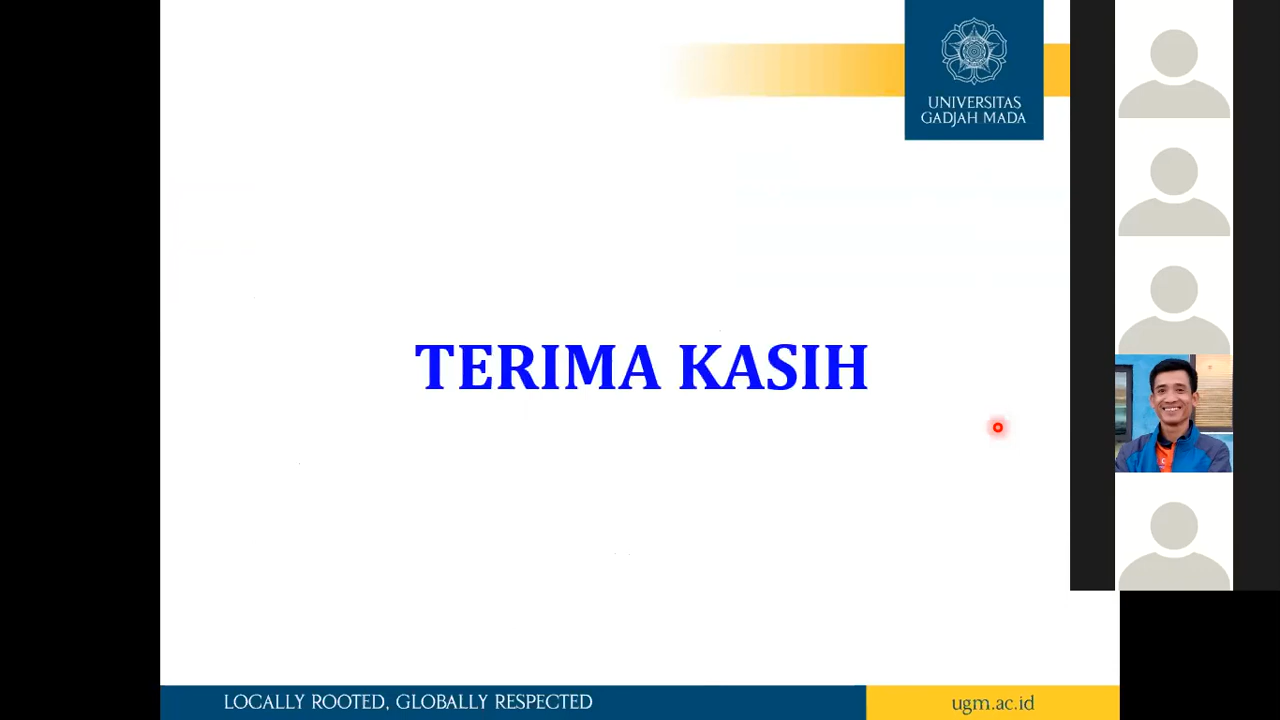 UNIVERSITAS
GADJAH MADA
TERIMA KASIH
LOCALLY ROOTED, GLOBALLY RESPECTED
ugm.ac.id